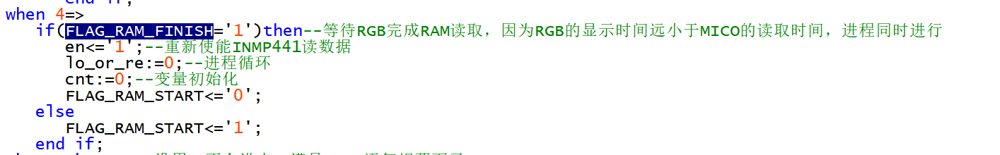 end if;
when 4=>
if(FLAG_RAM_FINISH='1')then--等待RGB完成RAM读取，因为RGB的显示时间远小于MICO的读取时间，进程同时进行
en<='1';--重新使能INMP441读数据
lo_or_re:=0;--进程循环
cnt:=0;--变量初始化
FLAG_RAM_START<='0';
else
FLAG_RAM_START<='1';
end if;